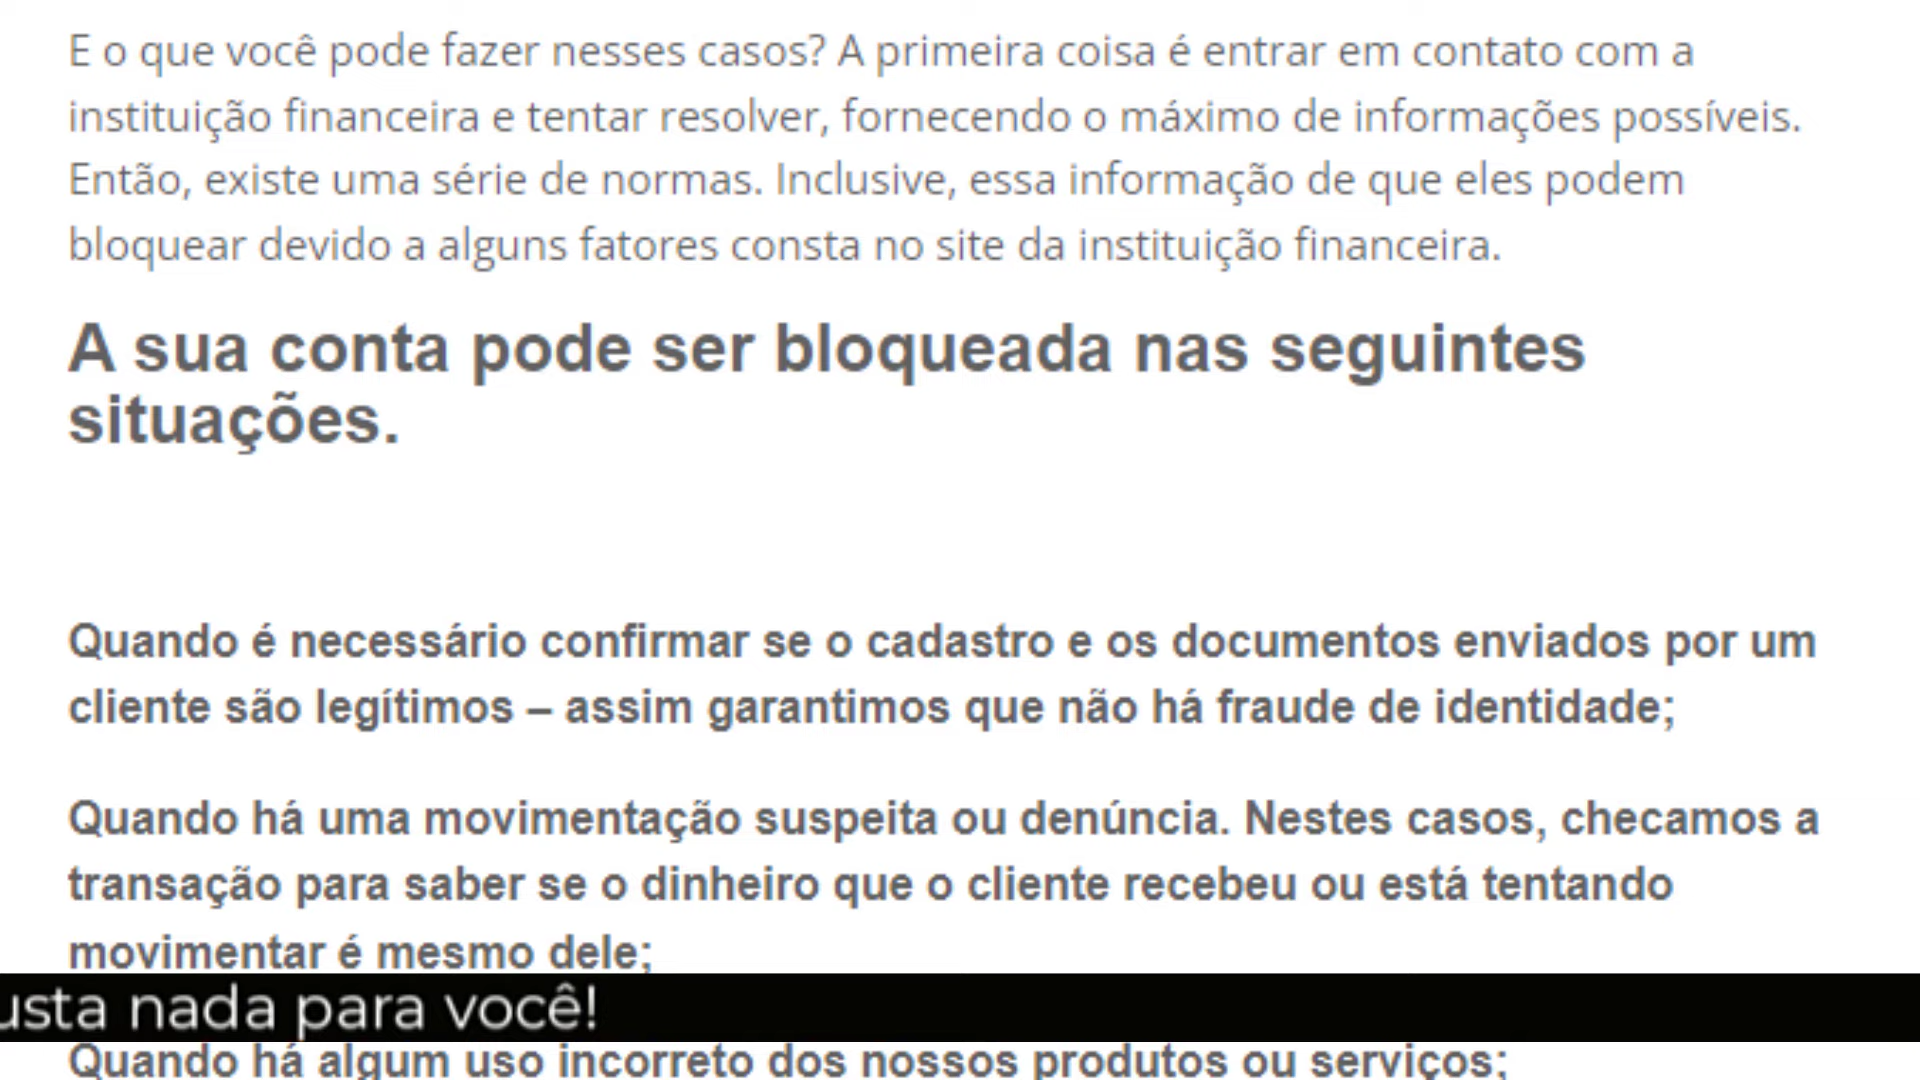 E o que você pode fazer nesses casos? A primeira coisa é entrar em contato com a
instituição financeira e tentar resolver, fornecendo o máximo de informações possíveis.
Então, existe uma série de normas. Inclusive, essa informação de que eles podem
bloquear devido a alguns fatores consta no site da instituição financeira.
A sua conta pode ser bloqueada nas seguintes
situações.
Quando é necessário confirmar se o cadastro e os documentos enviados por um
cliente são legítimos – assim garantimos que não há fraude de identidade;
Quando há uma movimentação suspeita ou denúncia. Nestes casos, checamos a
transação para saber se o dinheiro que o cliente recebeu ou está tentando
movimentar é mesmo dele;
usta nada para você!
Quando há algum uso incorreto dos nossos produtos ou serviços;